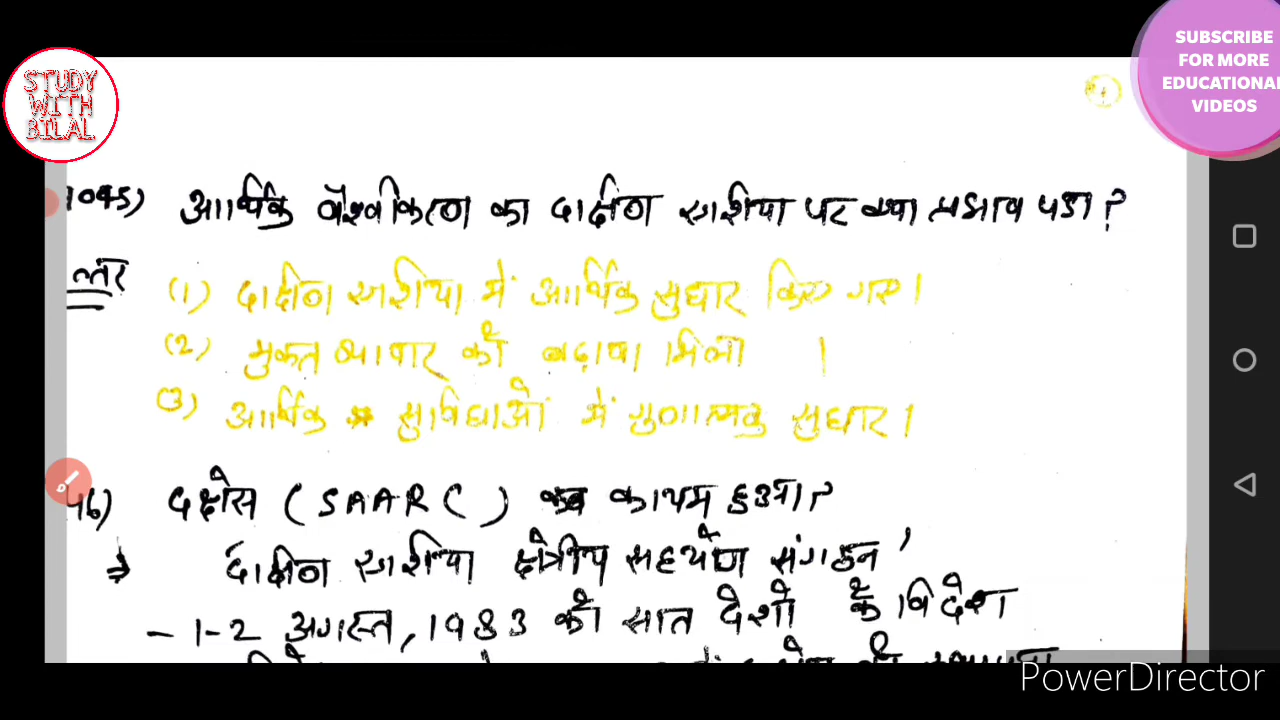 STUDY
WITH
BILAL
SUBSCRIBE
FOR MORE
EDUCATIONAL
VIDEOS
45) आर्थिक वैश्वीकरण का दक्षिण एशिया पर क्या प्रभाव पडा?
त्तर
(1) दक्षिण एशिया में आर्थिक सुधार किए गए।
(2) मुक्त व्यापार को बढ़ावा मिला ।
(3) आर्थिक सुविधाओं में गुणात्मक सुधार।
46) दक्षेस (SAARC) कब कायम हुआ?
⇒ दक्षिण एशिया क्षेत्रीय सहयोग संगठन'
- 1-2 अगस्त, 1983 को सात देशो के विदेश
PowerDirector